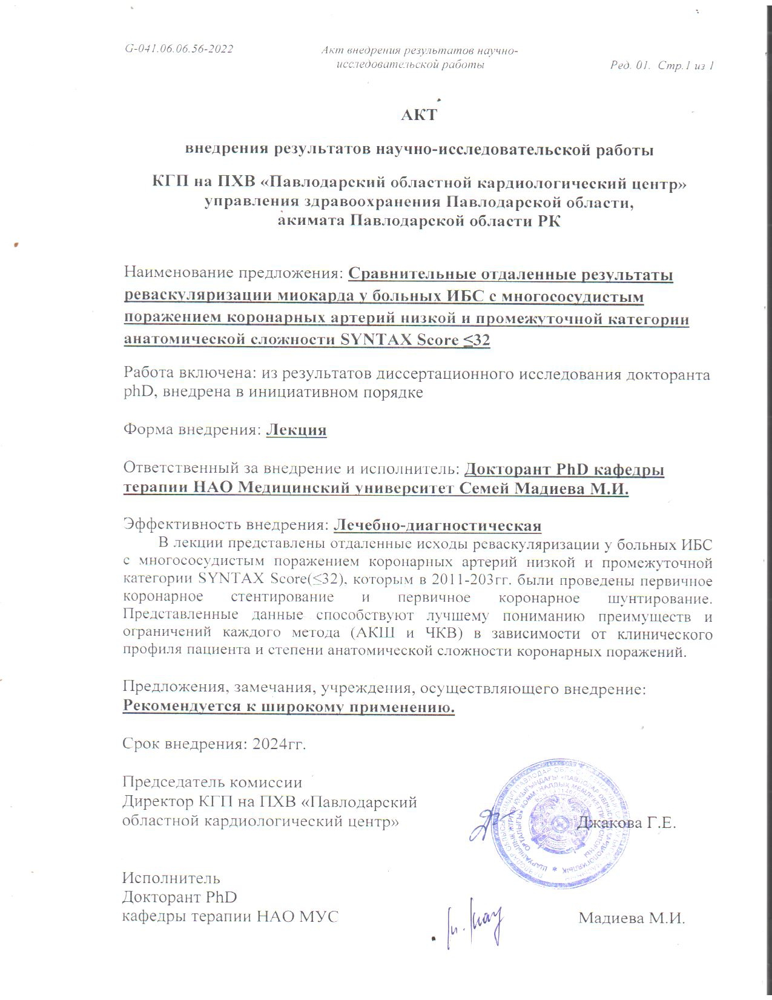 G-041.06.06.56-2022
Акт внедрения результатов научно-
исследовательской работы
Ред. 01. Стр.1 из 1
АКТ
внедрения результатов научно-исследовательской работы
КГП на ПХВ «Павлодарский областной кардиологический центр»
управления здравоохранения Павлодарской области,
акимата Павлодарской области РК
Наименование предложения: Сравнительные отдаленные результаты
реваскуляризации миокарда у больных ИБС с многососудистым
поражением коронарных артерий низкой и промежуточной категории
анатомической сложности SYNTAX Score ≤32
Работа включена: из результатов диссертационного исследования докторанта
phD, внедрена в инициативном порядке
Форма внедрения: Лекция
Ответственный за внедрение и исполнитель: Докторант PhD кафедры
терапии НАО Медицинский университет Семей Мадиева М.И.
Эффективность внедрения: Лечебно-диагностическая
В лекции представлены отдаленные исходы реваскуляризации у больных ИБС
с многососудистым поражением коронарных артерий низкой и промежуточной
категории SYNTAX Score(≤32), которым в 2011-203гг. были проведены первичное
коронарное стентирование и первичное коронарное шунтирование.
Представленные данные способствуют лучшему пониманию преимуществ и
ограничений каждого метода (АКШ и ЧКВ) в зависимости от клинического
профиля пациента и степени анатомической сложности коронарных поражений.
Предложения, замечания, учреждения, осуществляющего внедрение:
Рекомендуется к широкому применению.
Срок внедрения: 2024гг.
Председатель комиссии
Директор КГП на ПХВ «Павлодарский
областной кардиологический центр»
Джакова Г.Е.
Исполнитель
Докторант PhD
кафедры терапии НАО МУС
Мадиева М.И.